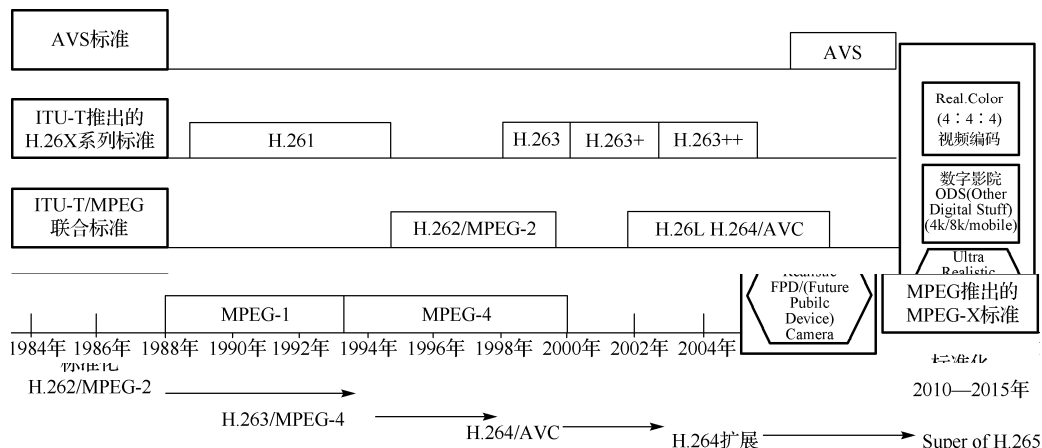 AVS标准
AVS
ITU-T推出的
H.26X系列标准
H.261
H.263
H.263+
H.263++
Real.Color
(4∶4∶4)
视频编码
ITU-T/MPEG
联合标准
H.262/MPEG-2
H.26L H.264/AVC
数字影院
ODS(Other
Digital Stuff)
(4k/8k/mobile)
Ultra
Realistic
MPEG-1
MPEG-4
Realistic
FPD/(Future
Pubilc
Device)
Camera
MPEG推出的
MPEG-X标准
1984年
1986年
1988年
1990年
1992年
1994年
1996年
1998年
2000年
2002年
2004年
标准化
标准化
H.262/MPEG-2
H.263/MPEG-4
H.264/AVC
H.264扩展
2010—2015年
Super of H.265